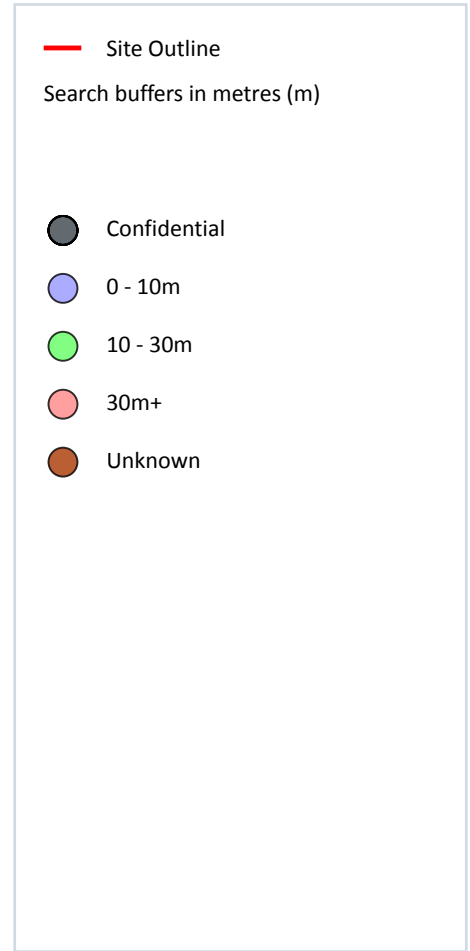 Site Outline
Search buffers in metres (m)
Confidential
0 - 10m
10 - 30m
30m+
Unknown